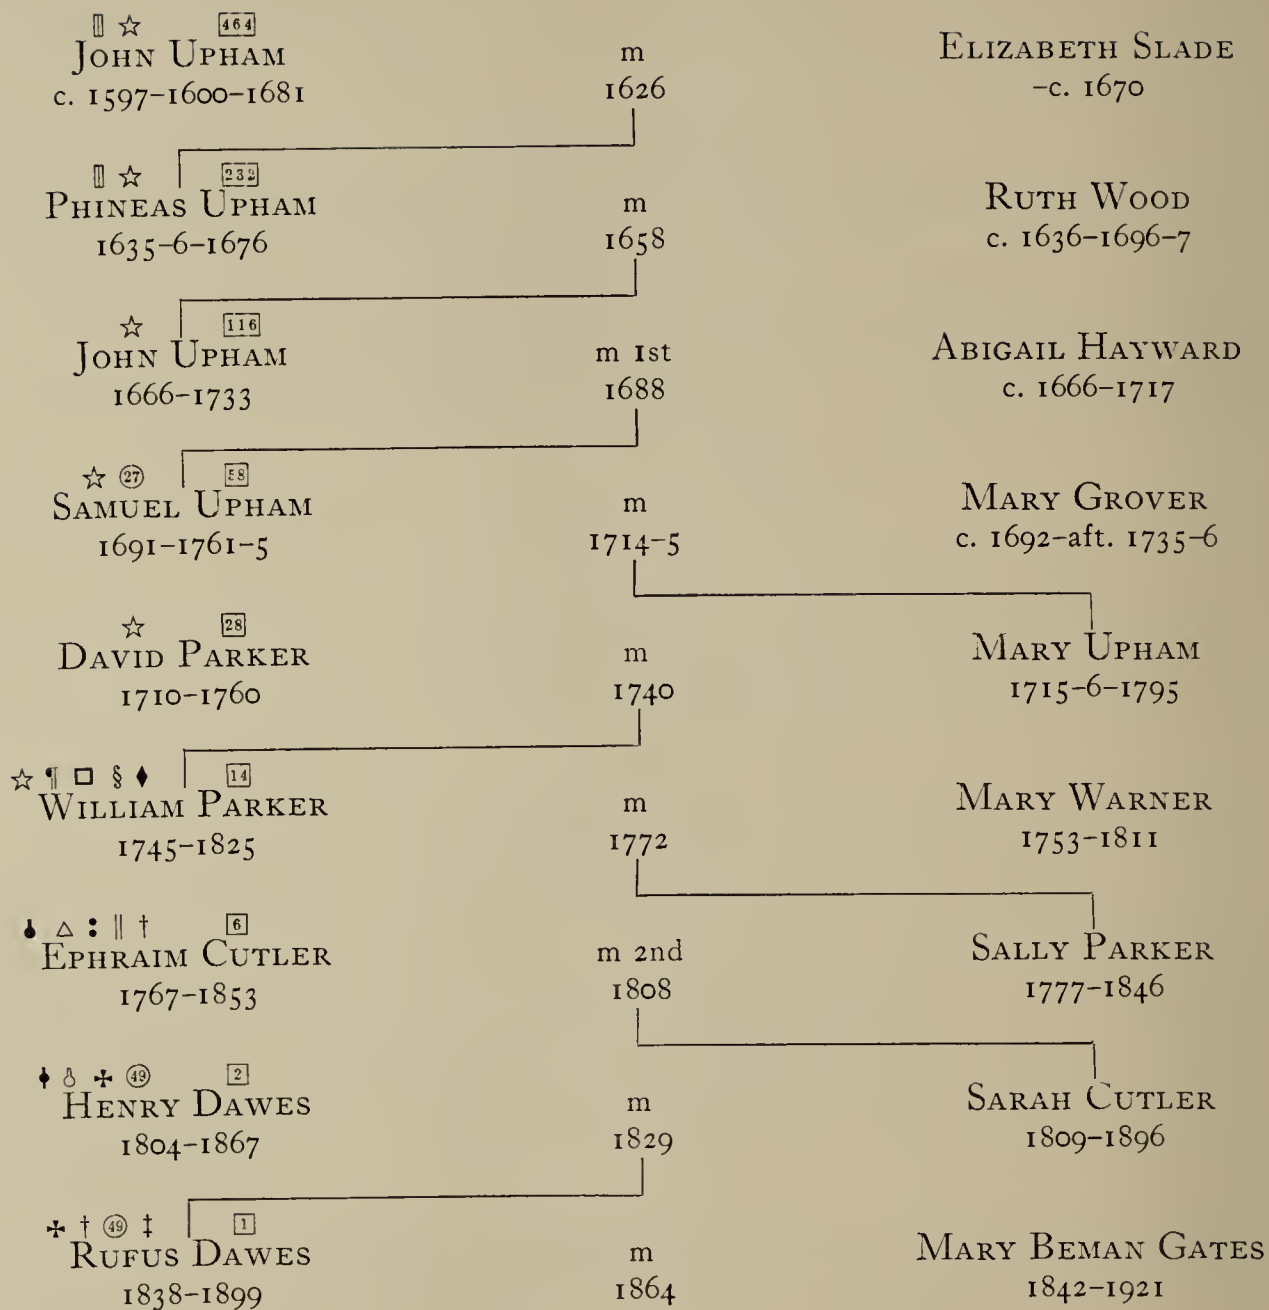 ▯ ☆ 464
John Upham m Elizabeth Slade
c. 1597-1600-1681 1626 -c. 1670
▯ ☆ 232
Phineas Upham m Ruth Wood
1635-6-1676 1658 c. 1636-1696-7
☆ 116
John Upham m 1st Abigail Hayward
1666-1733 1688 c. 1666-1717
☆ 27 58
Samuel Upham m Mary Grover
1691-1761-5 1714-5 c. 1692-aft. 1735-6
☆ 28
David Parker m Mary Upham
1710-1760 1740 1715-6-1795
☆ ¶ □ § ♦ 14
William Parker m Mary Warner
1745-1825 1772 1753-1811
△ : || † 6
Ephraim Cutler m 2nd Sally Parker
1767-1853 1808 1777-1846
✢ 49 2
Henry Dawes m Sarah Cutler
1804-1867 1829 1809-1896
✢ † 49 ‡ 1
Rufus Dawes m Mary Beman Gates
1838-1899 1864 1842-1921